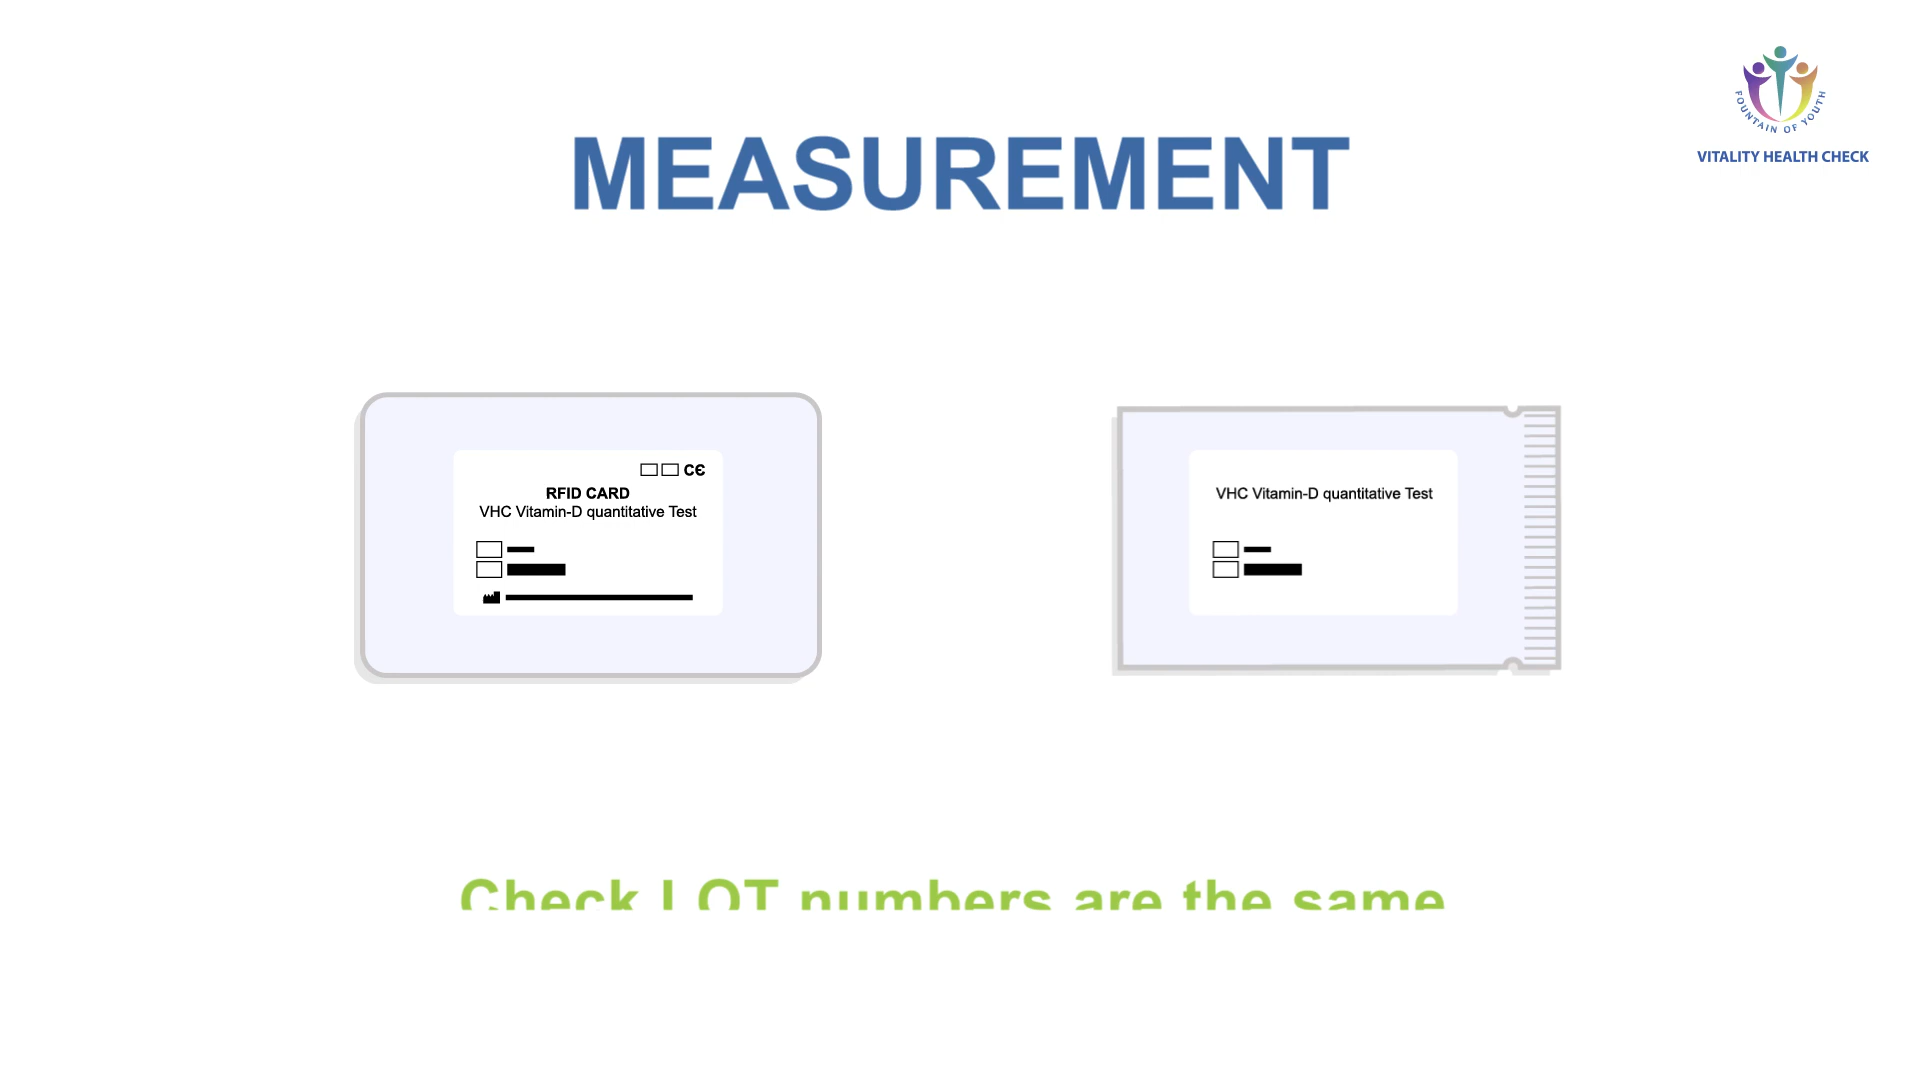 FOUNTAIN OF YOUTH
VITALITY HEALTH CHECK
MEASUREMENT
CE
RFID CARD
VHC Vitamin-D quantitative Test
VHC Vitamin-D quantitative Test
Check LOT numbers are the same